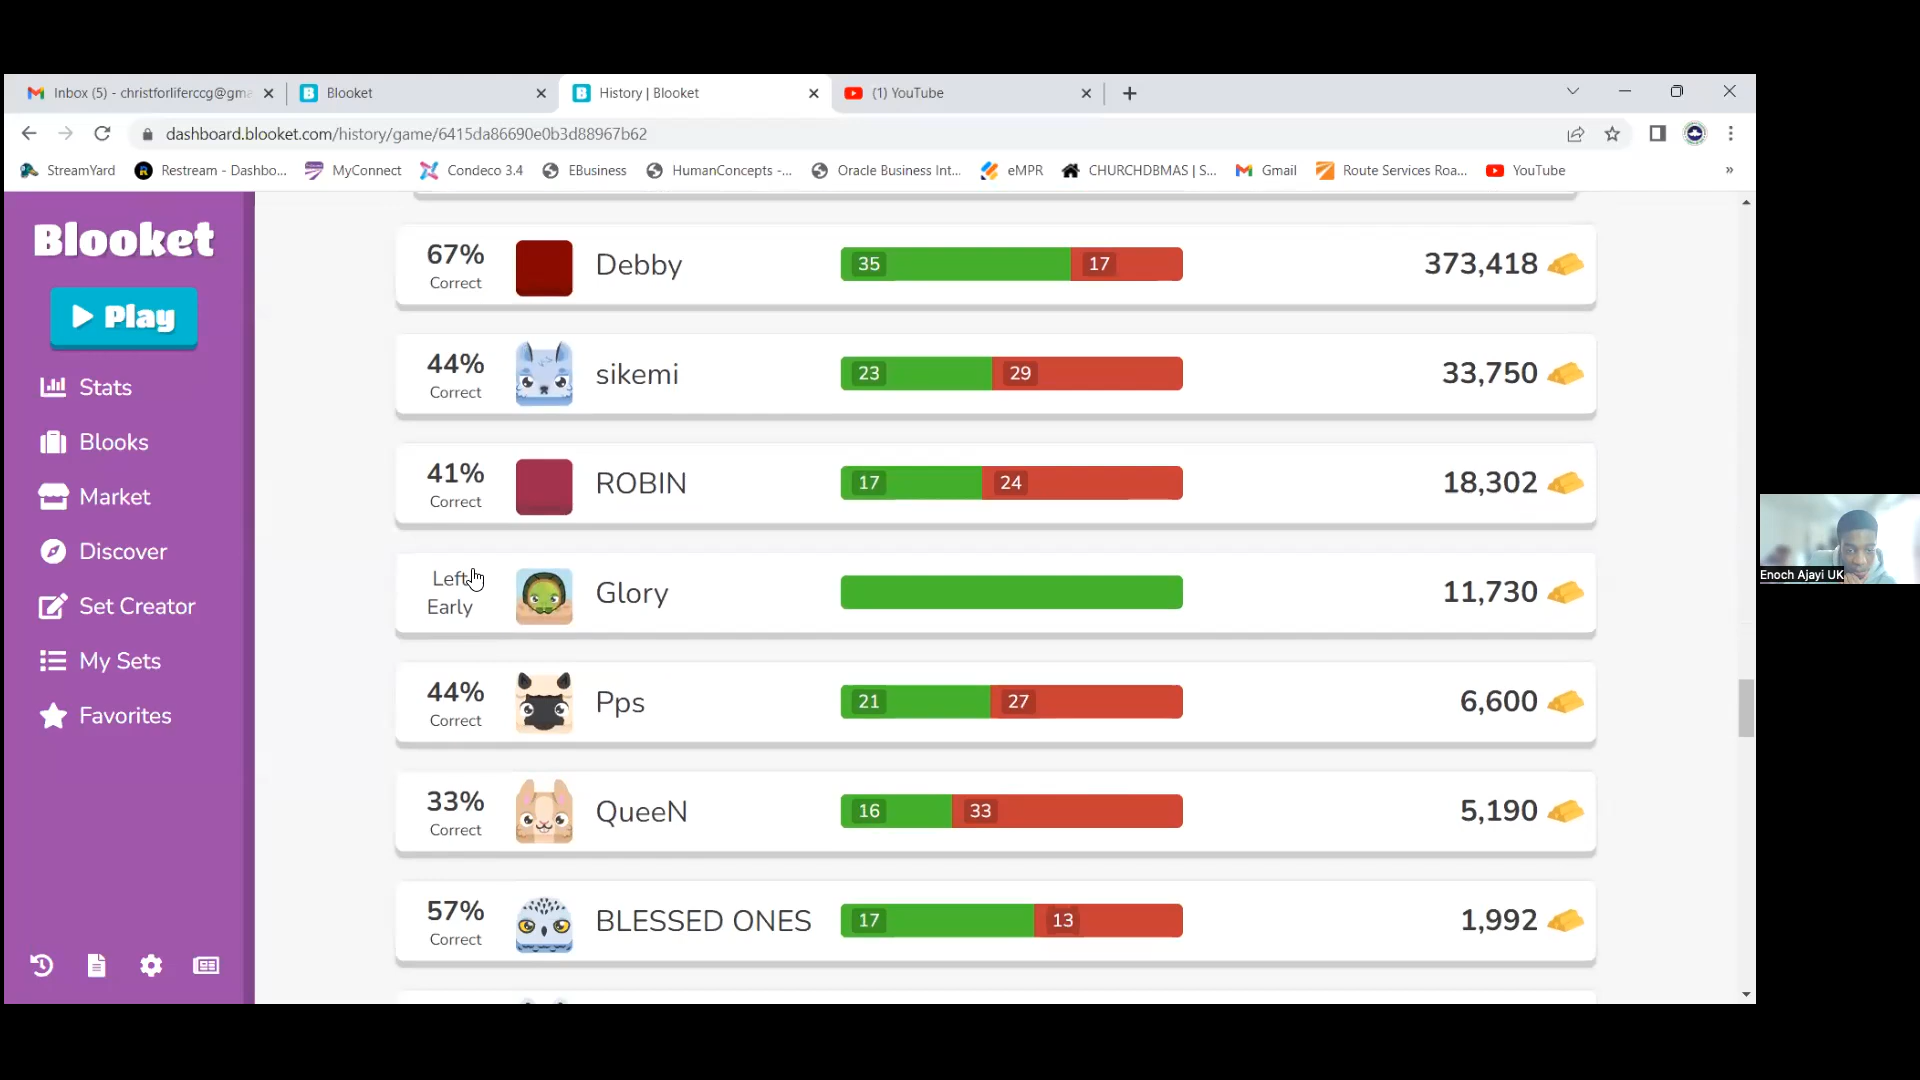 Inbox (5) - christforliferccg@gma
Blooket
History | Blooket
(1) YouTube
dashboard.blooket.com/history/game/6415da86690e0b3d88967b62
StreamYard
Restream - Dashbo...
MyConnect
Condeco 3.4
EBusiness
HumanConcepts -...
Oracle Business Int...
eMPR
CHURCHDBMAS | S...
Gmail
Route Services Roa...
YouTube
»
Blooket
Play
Stats
Blooks
Market
Discover
Set Creator
My Sets
Favorites
67% Correct Debby 35 17 373,418
44% Correct sikemi 23 29 33,750
41% Correct ROBIN 17 24 18,302
Left Early Glory 11,730
44% Correct Pps 21 27 6,600
33% Correct QueeN 16 33 5,190
57% Correct BLESSED ONES 17 13 1,992
Enoch Ajayi UK